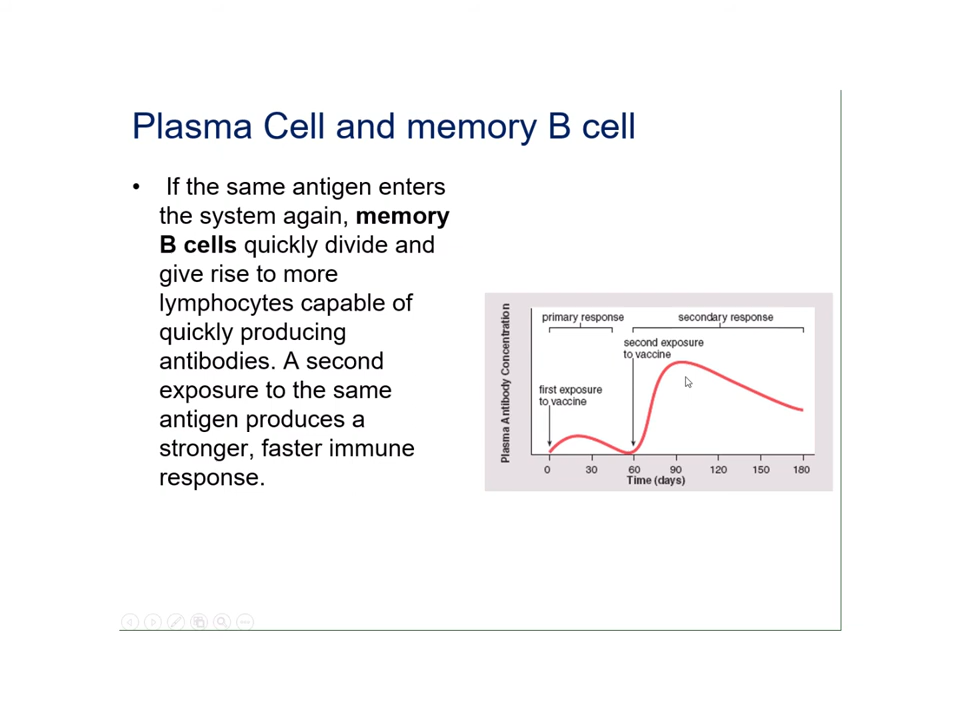 Plasma Cell and memory B cell
• If the same antigen enters
the system again, memory
B cells quickly divide and
give rise to more
lymphocytes capable of
quickly producing
antibodies. A second
exposure to the same
antigen produces a
stronger, faster immune
response.
Plasma Antibody Concentration
primary response
secondary response
second exposure
to vaccine
first exposure
to vaccine
0 30 60 90 120 150 180
Time (days)